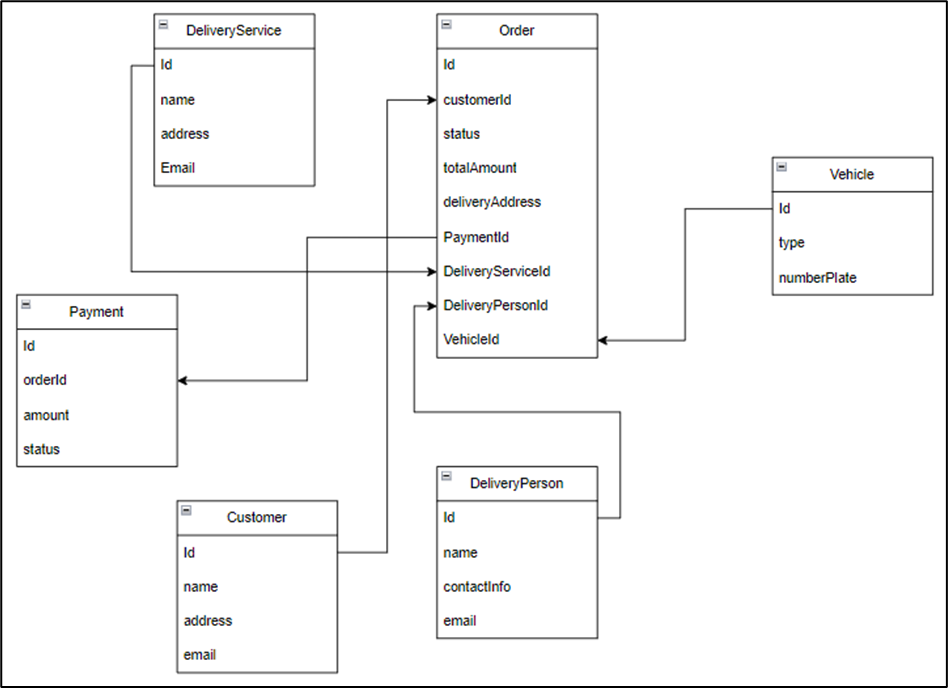 DeliveryService
Id
name
address
Email
Order
Id
customerId
status
totalAmount
deliveryAddress
PaymentId
DeliveryServiceId
DeliveryPersonId
VehicleId
Vehicle
Id
type
numberPlate
Payment
Id
orderId
amount
status
Customer
Id
name
address
email
DeliveryPerson
Id
name
contactInfo
email